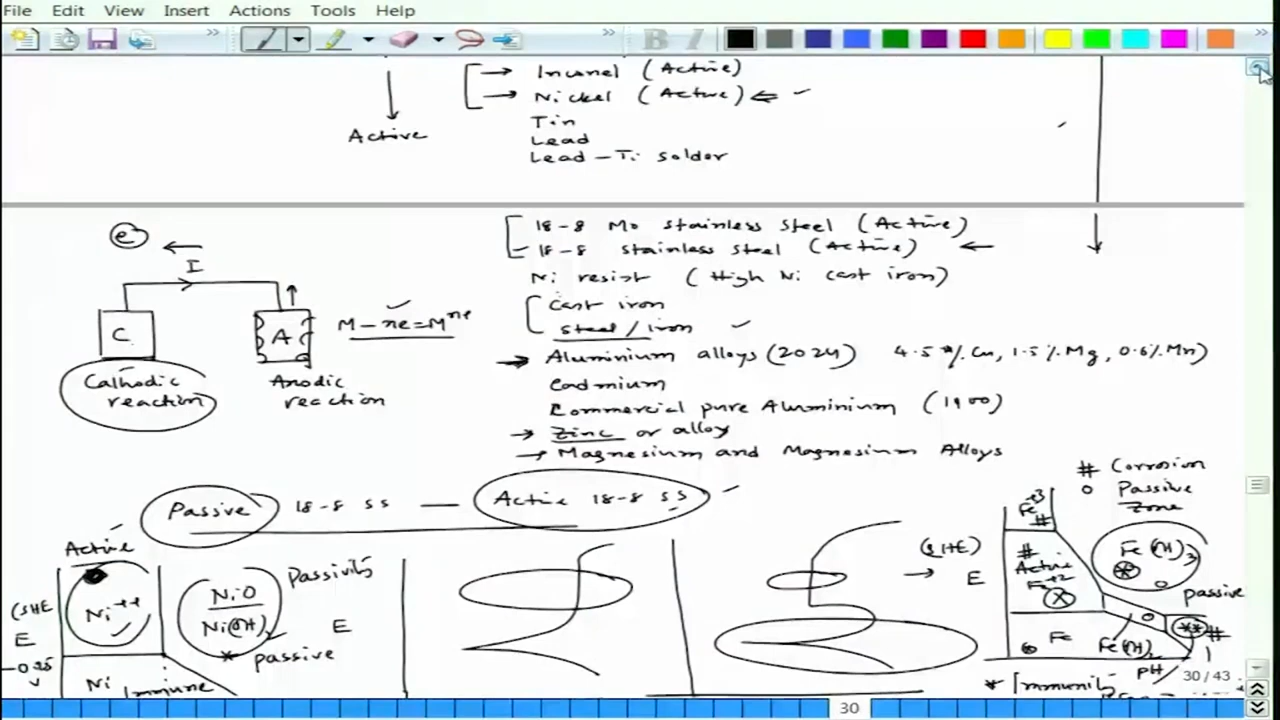 File Edit View Insert Actions Tools Help
Inconel (Active)
Nickel (Active)
Active
Tin
Lead
Lead - Ti solder
e
I
C
A
M - ne = M^ne
Cathodic reaction
Anodic reaction
18-8 Mo stainless steel (Active)
18-8 stainless steel (Active)
Ni resist (High Ni cast iron)
cast iron
steel / iron
Aluminium alloys (2024) 4.5 % Cu, 1.5 % Mg, 0.6 % Mn)
Cadmium
Commercial pure Aluminium (1100)
Zinc or alloy
Magnesium and Magnesium Alloys
# Corrosion
o Passive Zone
Passive 18-8 SS — Active 18-8 SS
Active
(SHE
E
Ni++
NiO
Ni(OH)2
Passivity
* passive
E
Ni
Immune
(SHE)
E
Fe+3
#
# Active
Fe+2
Fe(OH)3
passive
Fe
Fe(OH)2
** #
pH
* Immunity
30 / 43
30